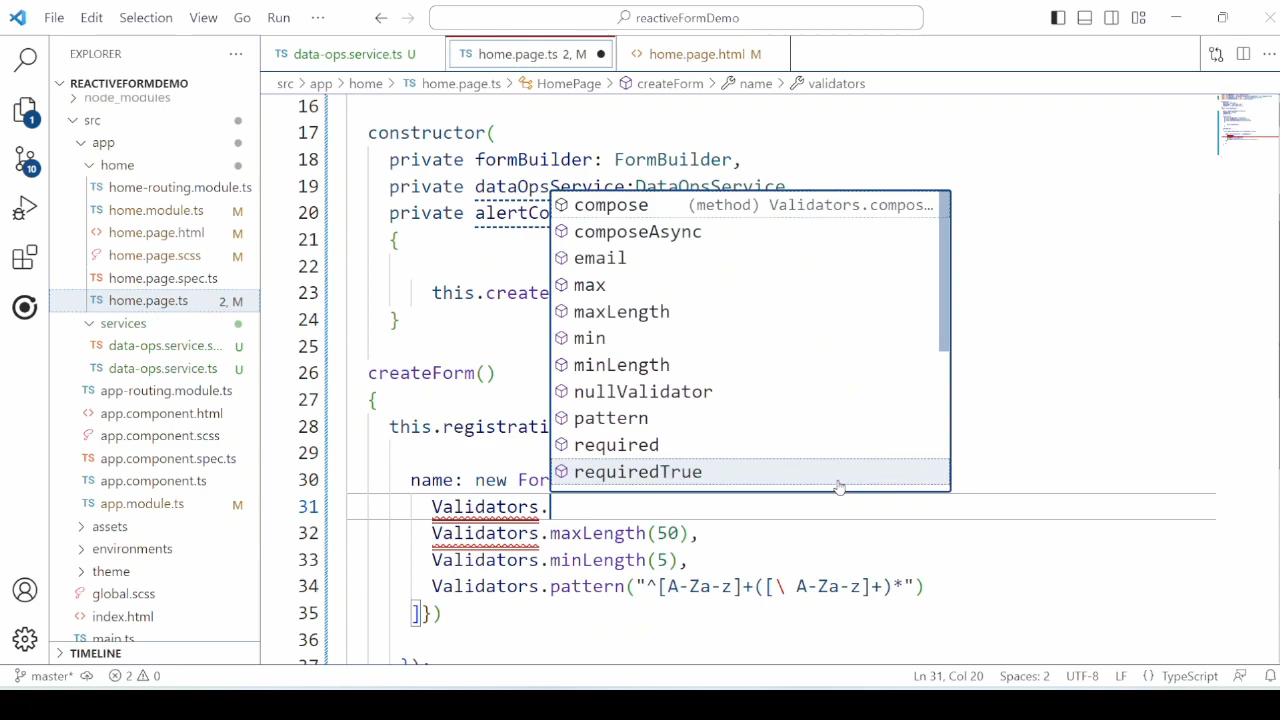 File Edit Selection View Go Run ··· reactiveFormDemo
EXPLORER
REACTIVEFORMDEMO
node_modules
src
app
home
home-routing.module.ts
home.module.ts M
home.page.html M
home.page.scss M
home.page.spec.ts
home.page.ts 2, M
services
data-ops.service.s... U
data-ops.service.ts U
app-routing.module.ts
app.component.html
app.component.scss
app.component.spec.ts
app.component.ts
app.module.ts M
assets
environments
theme
global.scss
index.html
main.ts
TIMELINE
1
10
data-ops.service.ts U
home.page.ts 2, M
home.page.html M
src > app > home > TS home.page.ts > HomePage > createForm > name > validators
16
17 constructor(
18 private formBuilder: FormBuilder,
19 private dataOpsService:DataOpsService
20 private alertCo
21 {
22
23 this.create
24 }
25
26 createForm()
27 {
28 this.registrati
29
30 name: new For
31 Validators.
32 Validators.maxLength(50),
33 Validators.minLength(5),
34 Validators.pattern("^[A-Za-z]+([\ A-Za-z]+)*")
35 ]})
36
37 });
compose (method) Validators.compos...
composeAsync
email
max
maxLength
min
minLength
nullValidator
pattern
required
requiredTrue
master* 2 0 Ln 31, Col 20 Spaces: 2 UTF-8 LF {} TypeScript